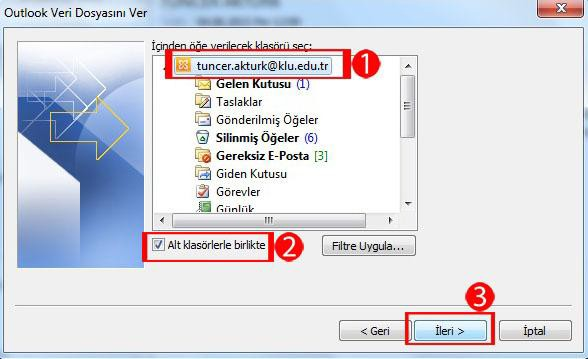 Outlook Veri Dosyasını Ver
İçinden öğe verilecek klasörü seç:
tuncer.akturk@klu.edu.tr
1
Gelen Kutusu (1)
Taslaklar
Gönderilmiş Öğeler
Silinmiş Öğeler (6)
Gereksiz E-Posta [3]
Giden Kutusu
Görevler
Günlük
Alt klasörlerle birlikte
2
Filtre Uygula...
3
< Geri
İleri >
İptal